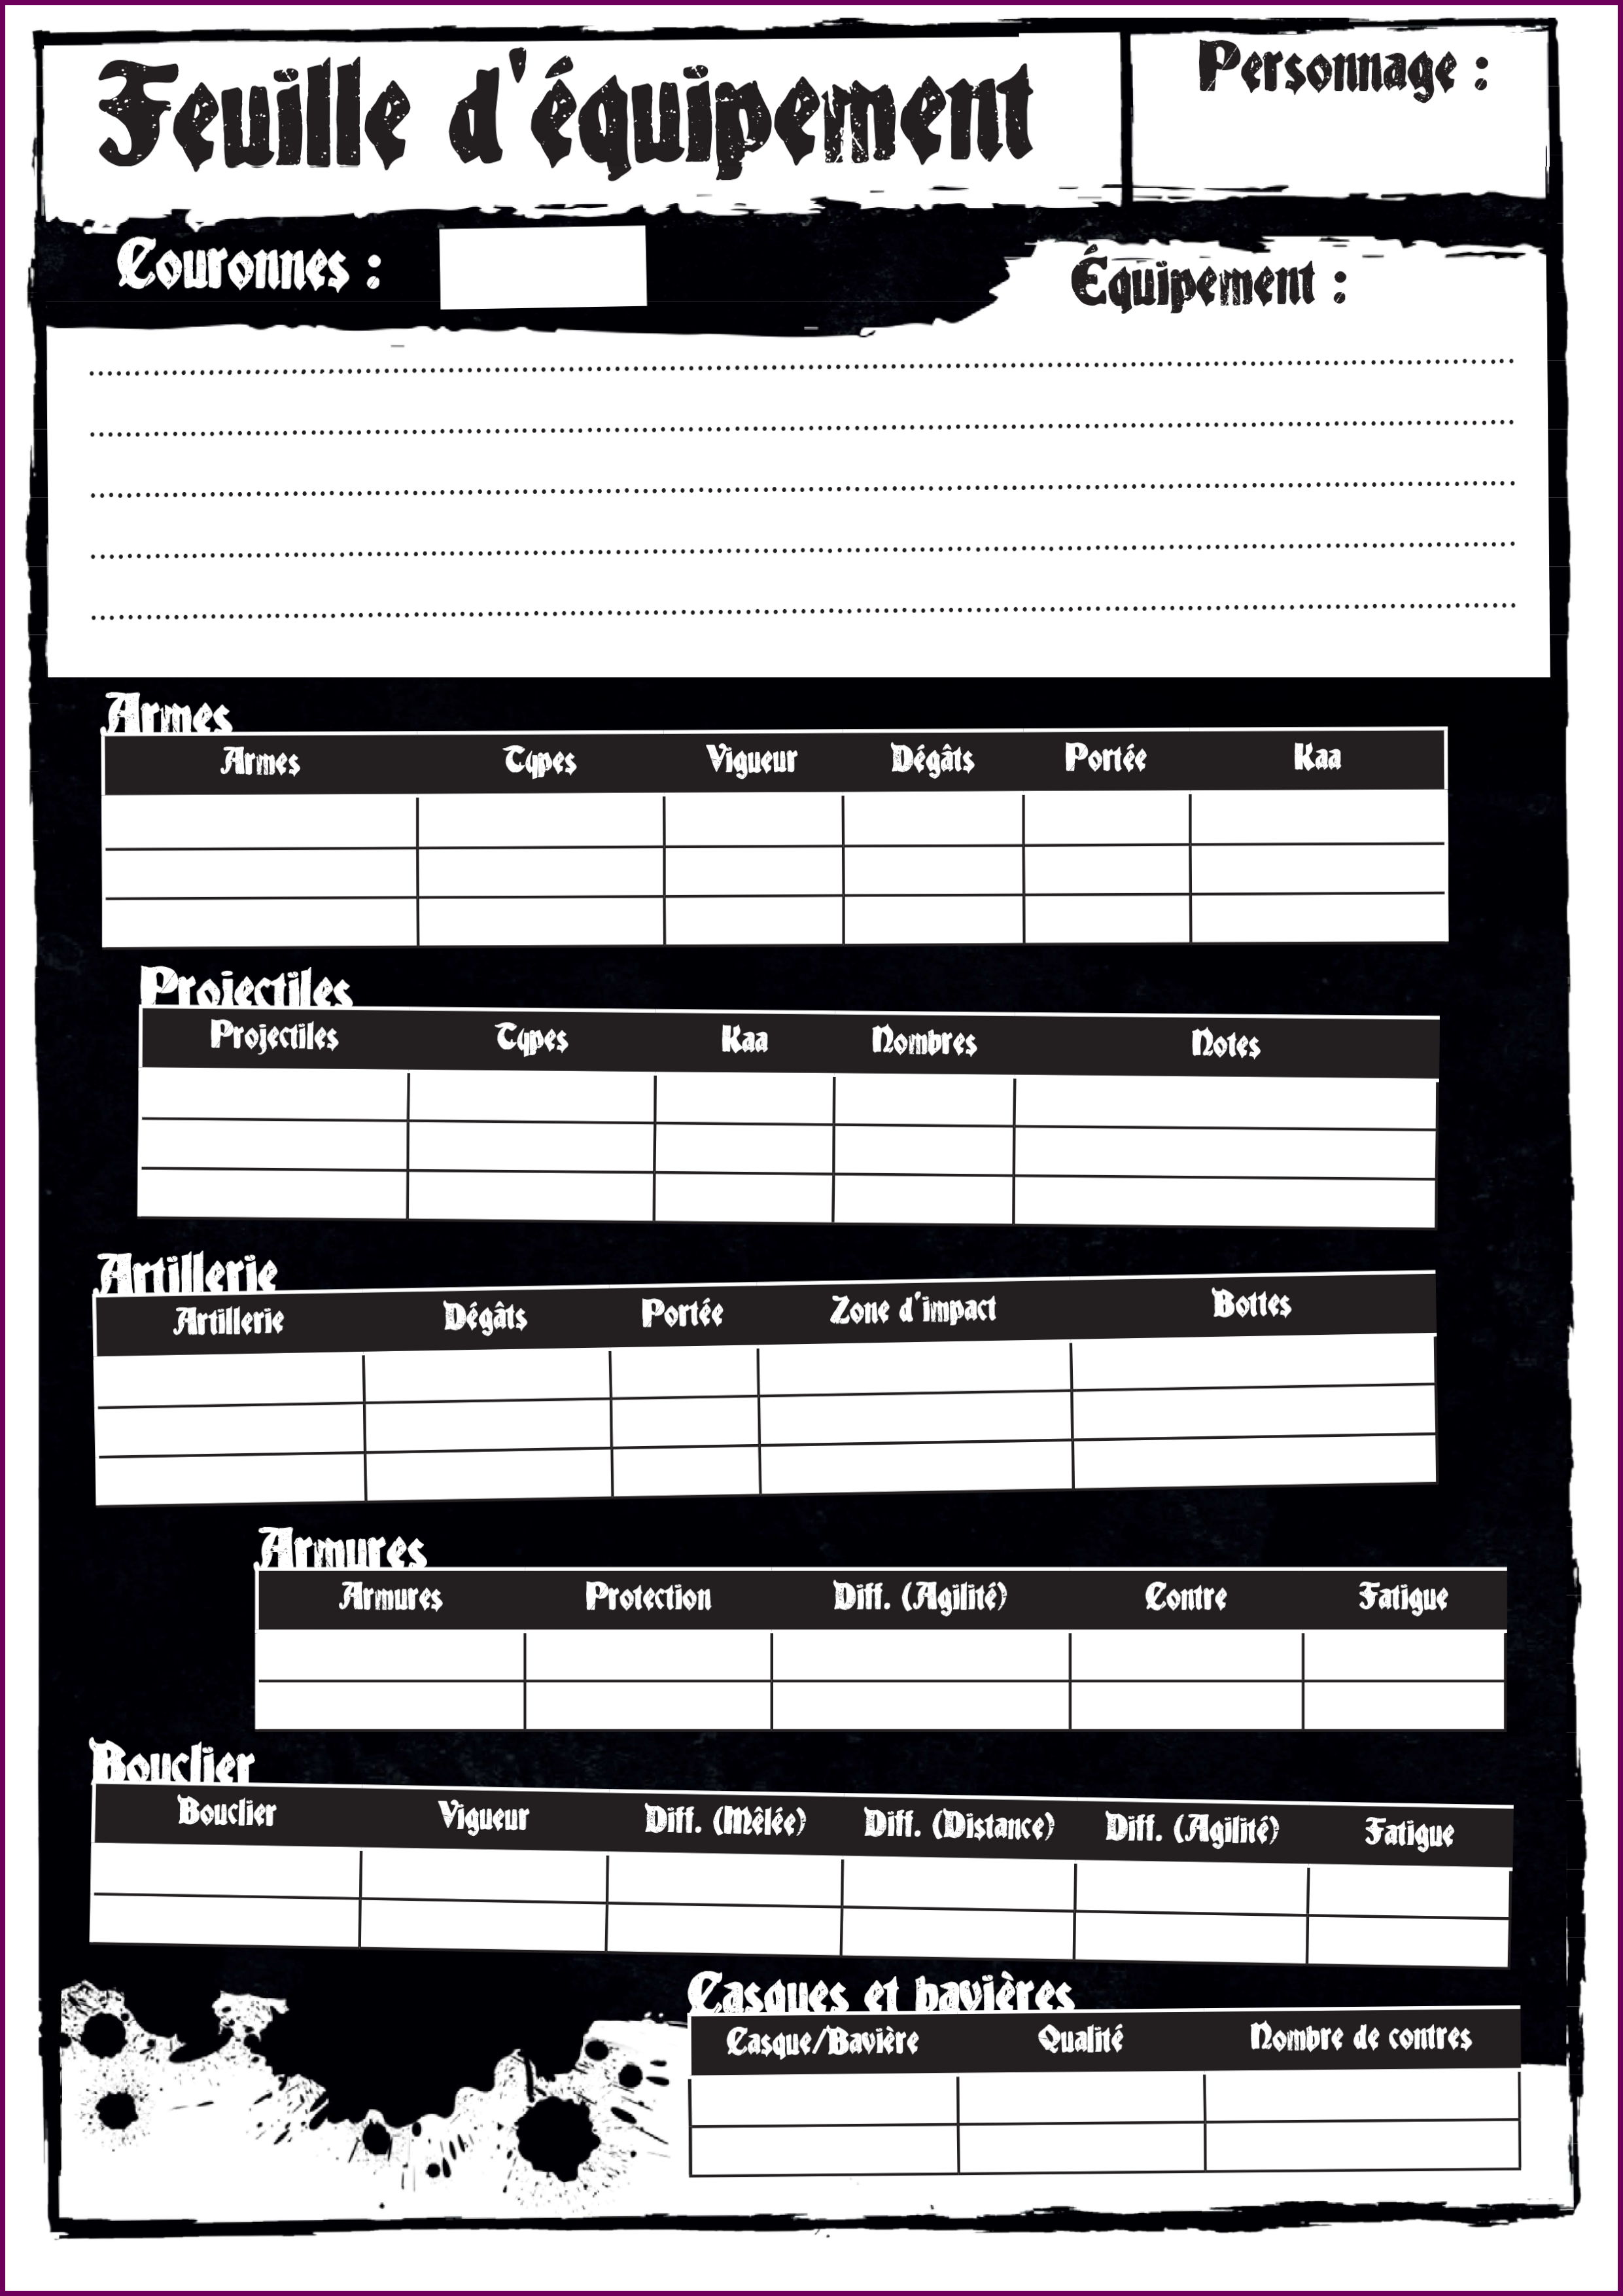 Feuille d'équipement
Personnage :
Couronnes :
Équipement :
Armes
Armes Types Vigueur Dégâts Portée Kaa
Projectiles
Projectiles Types Kaa Nombres Notes
Artillerie
Artillerie Dégâts Portée Zone d'impact Bottes
Armures
Armures Protection Diff. (Agilité) Contre Fatigue
Bouclier
Bouclier Vigueur Diff. (Mêlée) Diff. (Distance) Diff. (Agilité) Fatigue
Casques et bavières
Casque/Bavière Qualité Nombre de contres